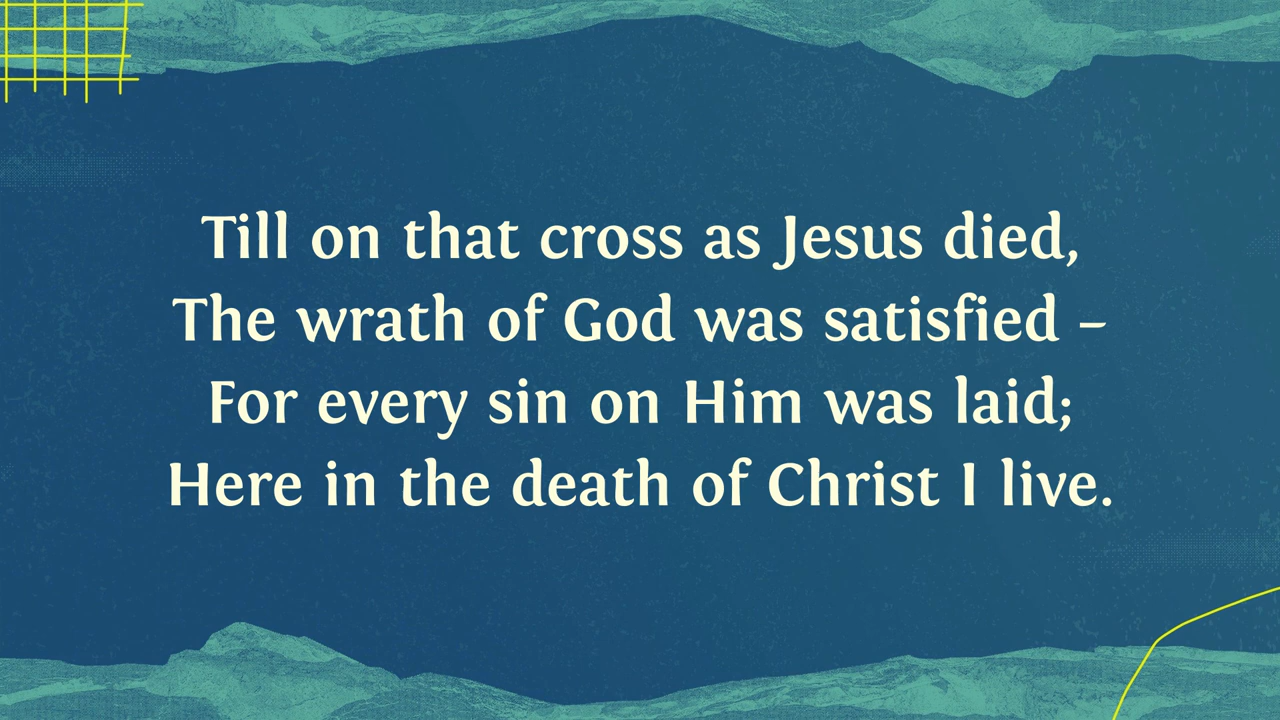 Till on that cross as Jesus died,
The wrath of God was satisfied –
For every sin on Him was laid;
Here in the death of Christ I live.